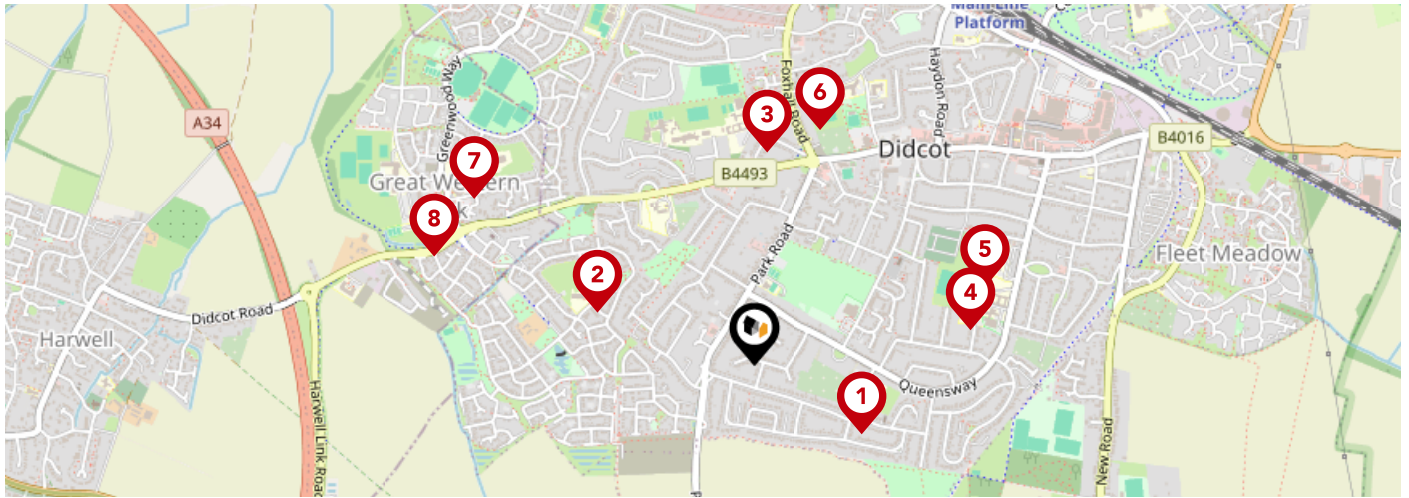 Main Line
Platform
Foxhall Road
Haydon Road
Greenwood Way
6
A34
3
B4016
Didcot
7
B4493
Great Western
8
5
Park Road
Fleet Meadow
2
4
Didcot Road
Harwell
1
Queensway
Harwell Link Road
New Road